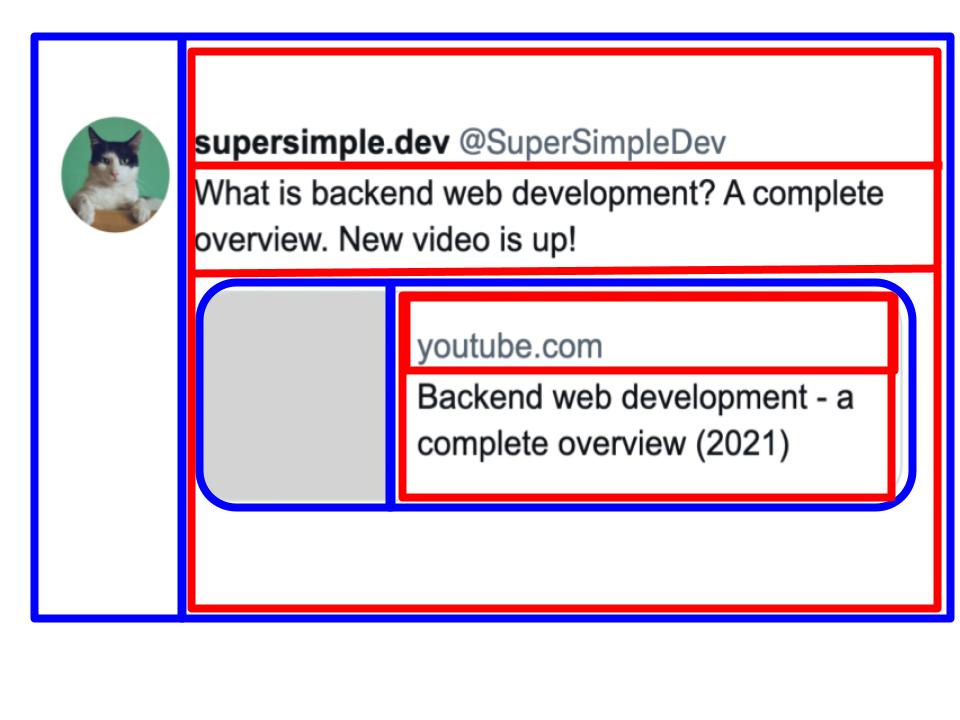 supersimple.dev @SuperSimpleDev
What is backend web development? A complete
overview. New video is up!
youtube.com
Backend web development - a
complete overview (2021)